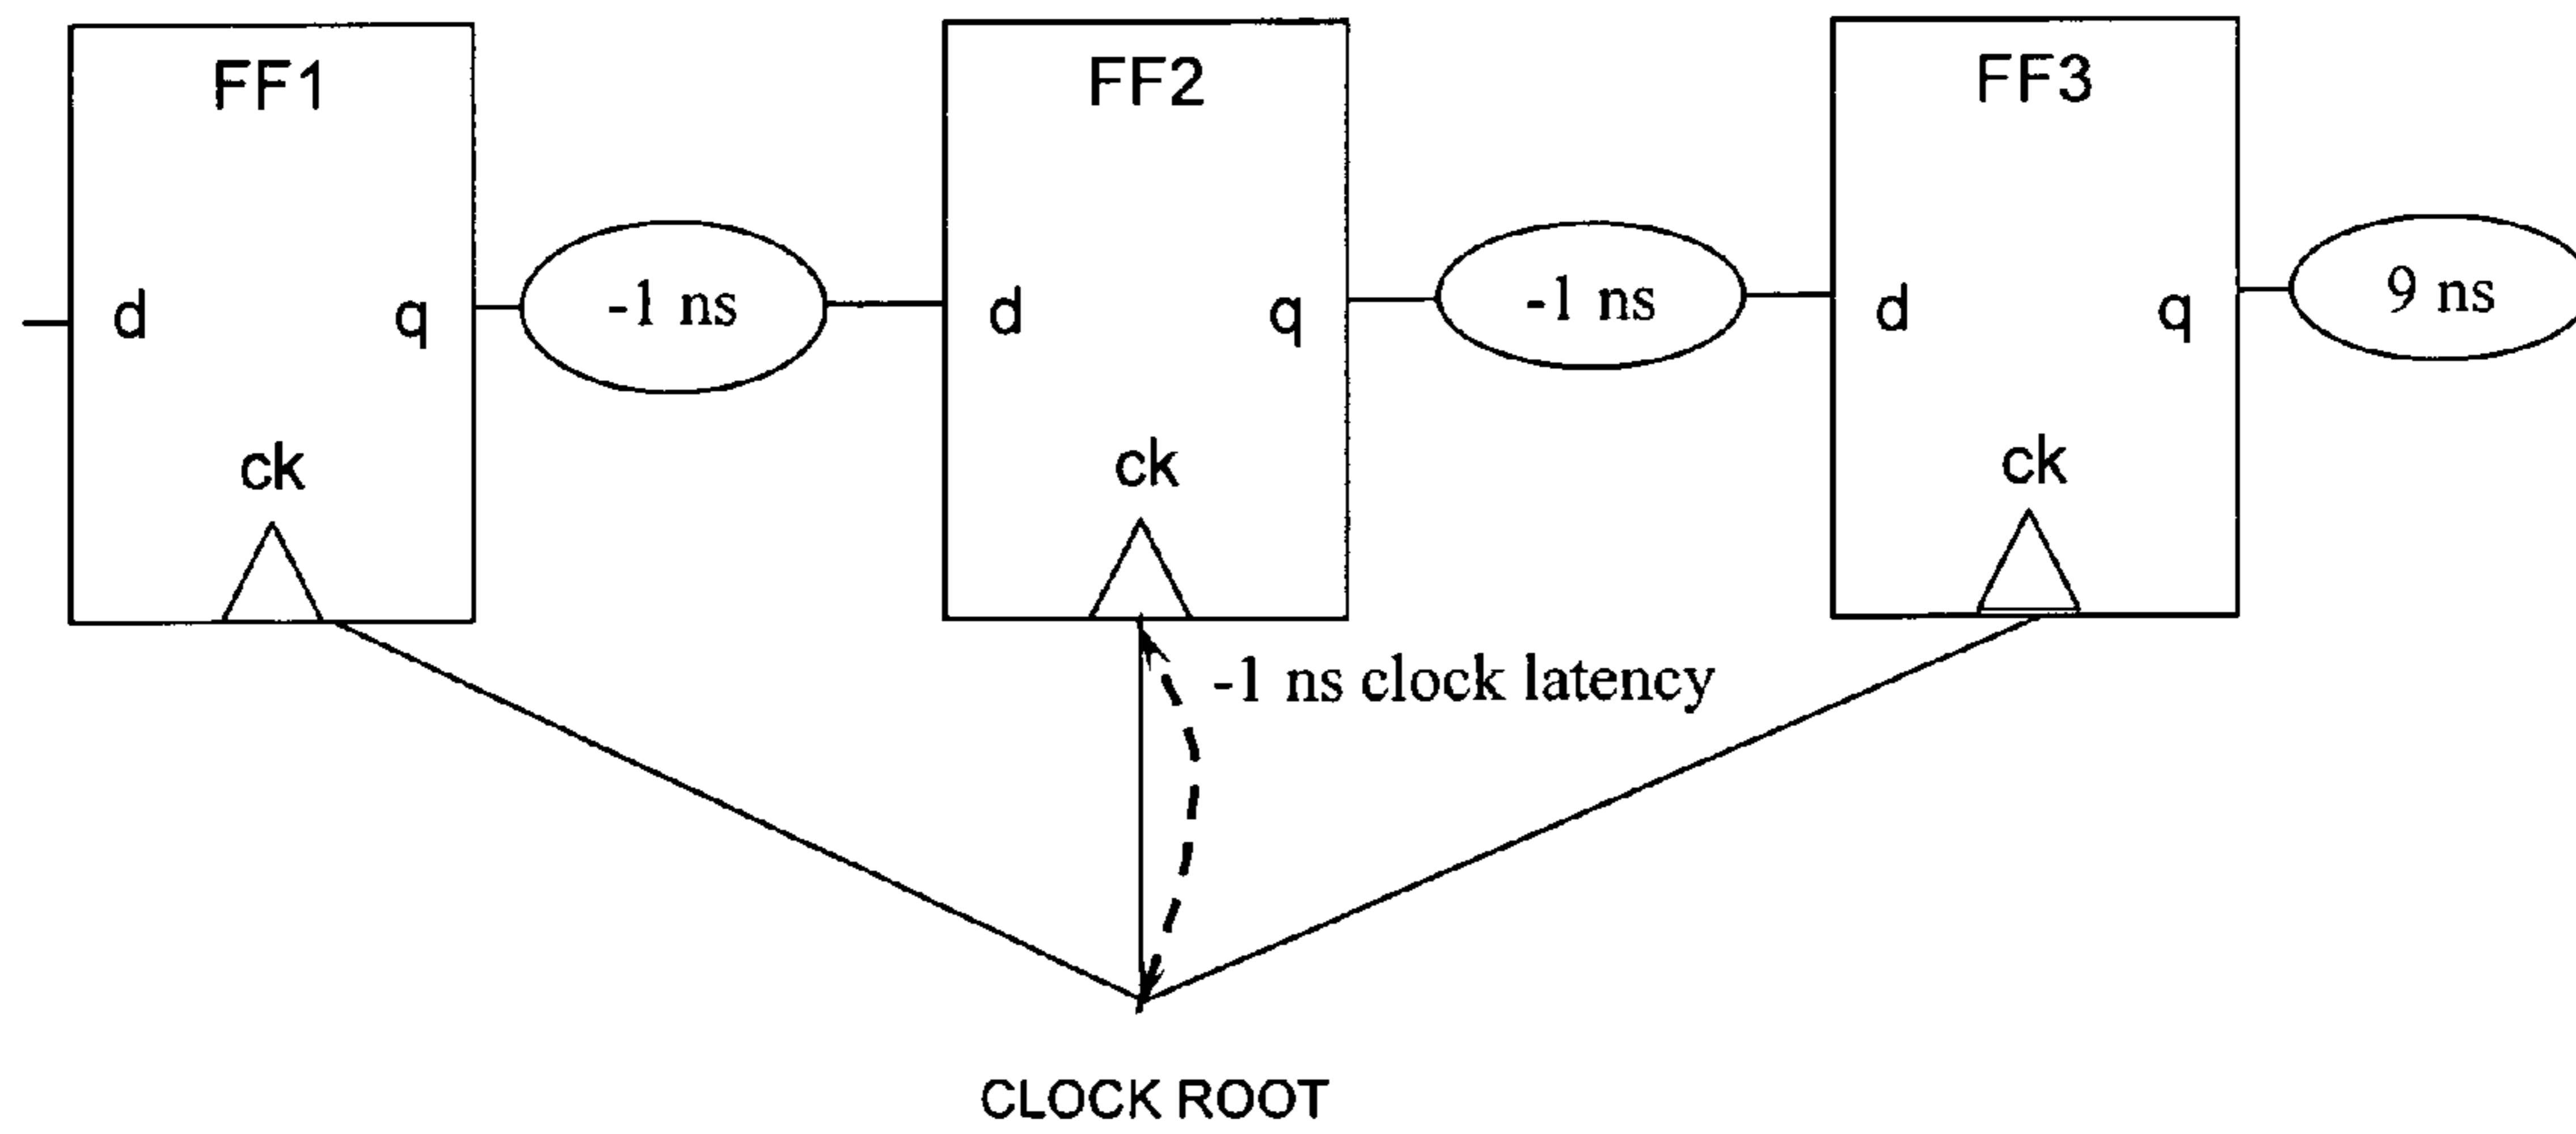 FF1
FF2
FF3
d
q
-1 ns
d
q
-1 ns
d
q
9 ns
ck
ck
ck
-1 ns clock latency
CLOCK ROOT